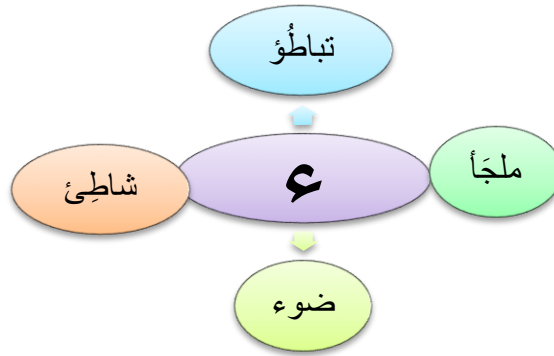 تباطُؤ
ملجَأ
ء
شاطِئ
ضوء